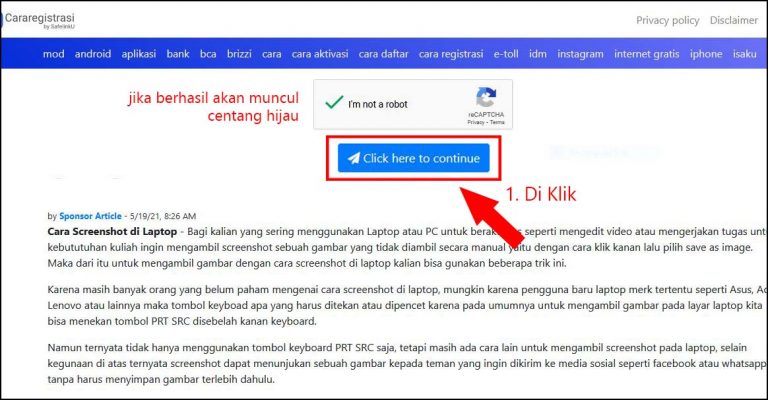 Cararegistrasi
by SafelinkU
Privacy policy Disclaimer
mod android aplikasi bank bca brizzi cara cara aktivasi cara daftar cara registrasi e-toll idm instagram internet gratis iphone isaku
jika berhasil akan muncul
centang hijau
I'm not a robot
reCAPTCHA
Privacy - Terms
Click here to continue
1. Di Klik
by Sponsor Article - 5/19/21, 8:26 AM
Cara Screenshot di Laptop - Bagi kalian yang sering menggunakan Laptop atau PC untuk seperti mengedit video atau mengerjakan tugas unt
kebututuhan kuliah ingin mengambil screenshot sebuah gambar yang tidak diambil secara manual yaitu dengan cara klik kanan lalu pilih save as image.
Maka dari itu untuk mengambil gambar dengan cara screenshot di laptop kalian bisa gunakan beberapa trik ini.
Karena masih banyak orang yang belum paham mengenai cara screenshot di laptop, mungkin karena pengguna baru laptop merk tertentu seperti Asus, Ac
Lenovo atau lainnya maka tombol keyboad apa yang harus ditekan atau dipencet karena pada umumnya untuk mengambil gambar pada layar laptop kita
bisa menekan tombol PRT SRC disebelah kanan keyboard.
Namun ternyata tidak hanya menggunakan tombol keyboard PRT SRC saja, tetapi masih ada cara lain untuk mengambil screenshot pada laptop, selain
kegunaan di atas ternyata screenshot dapat menunjukan sebuah gambar kepada teman yang ingin dikirim ke media sosial seperti facebook atau whatsapp
tanpa harus menyimpan gambar terlebih dahulu.